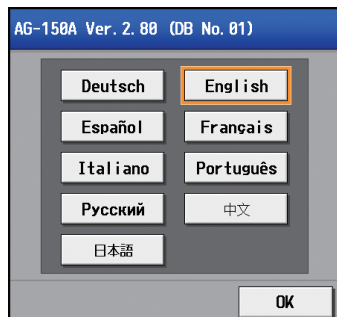 AG-150A Ver. 2. 80 (DB No. 01)
Deutsch English
Español Français
Italiano Português
Русский 中文
日本語
OK